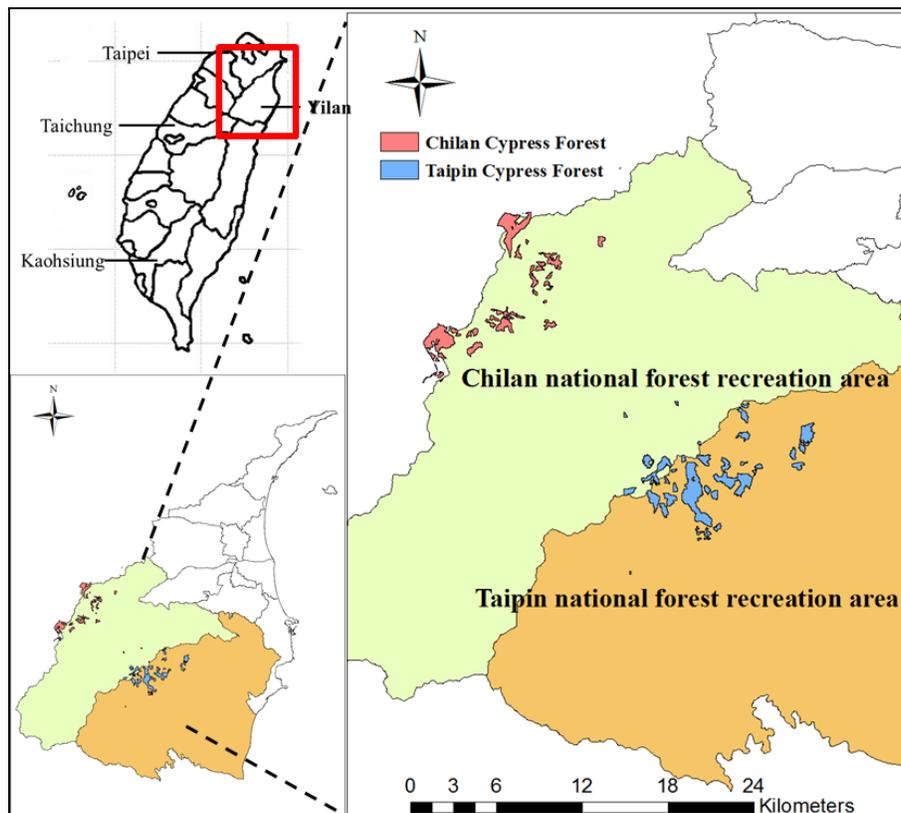 Taipei
Yilan
Taichung
Kaohsiung
N
N
Chilan Cypress Forest
Taipin Cypress Forest
Chilan national forest recreation area
Taipin national forest recreation area
0 3 6 12 18 24
Kilometers